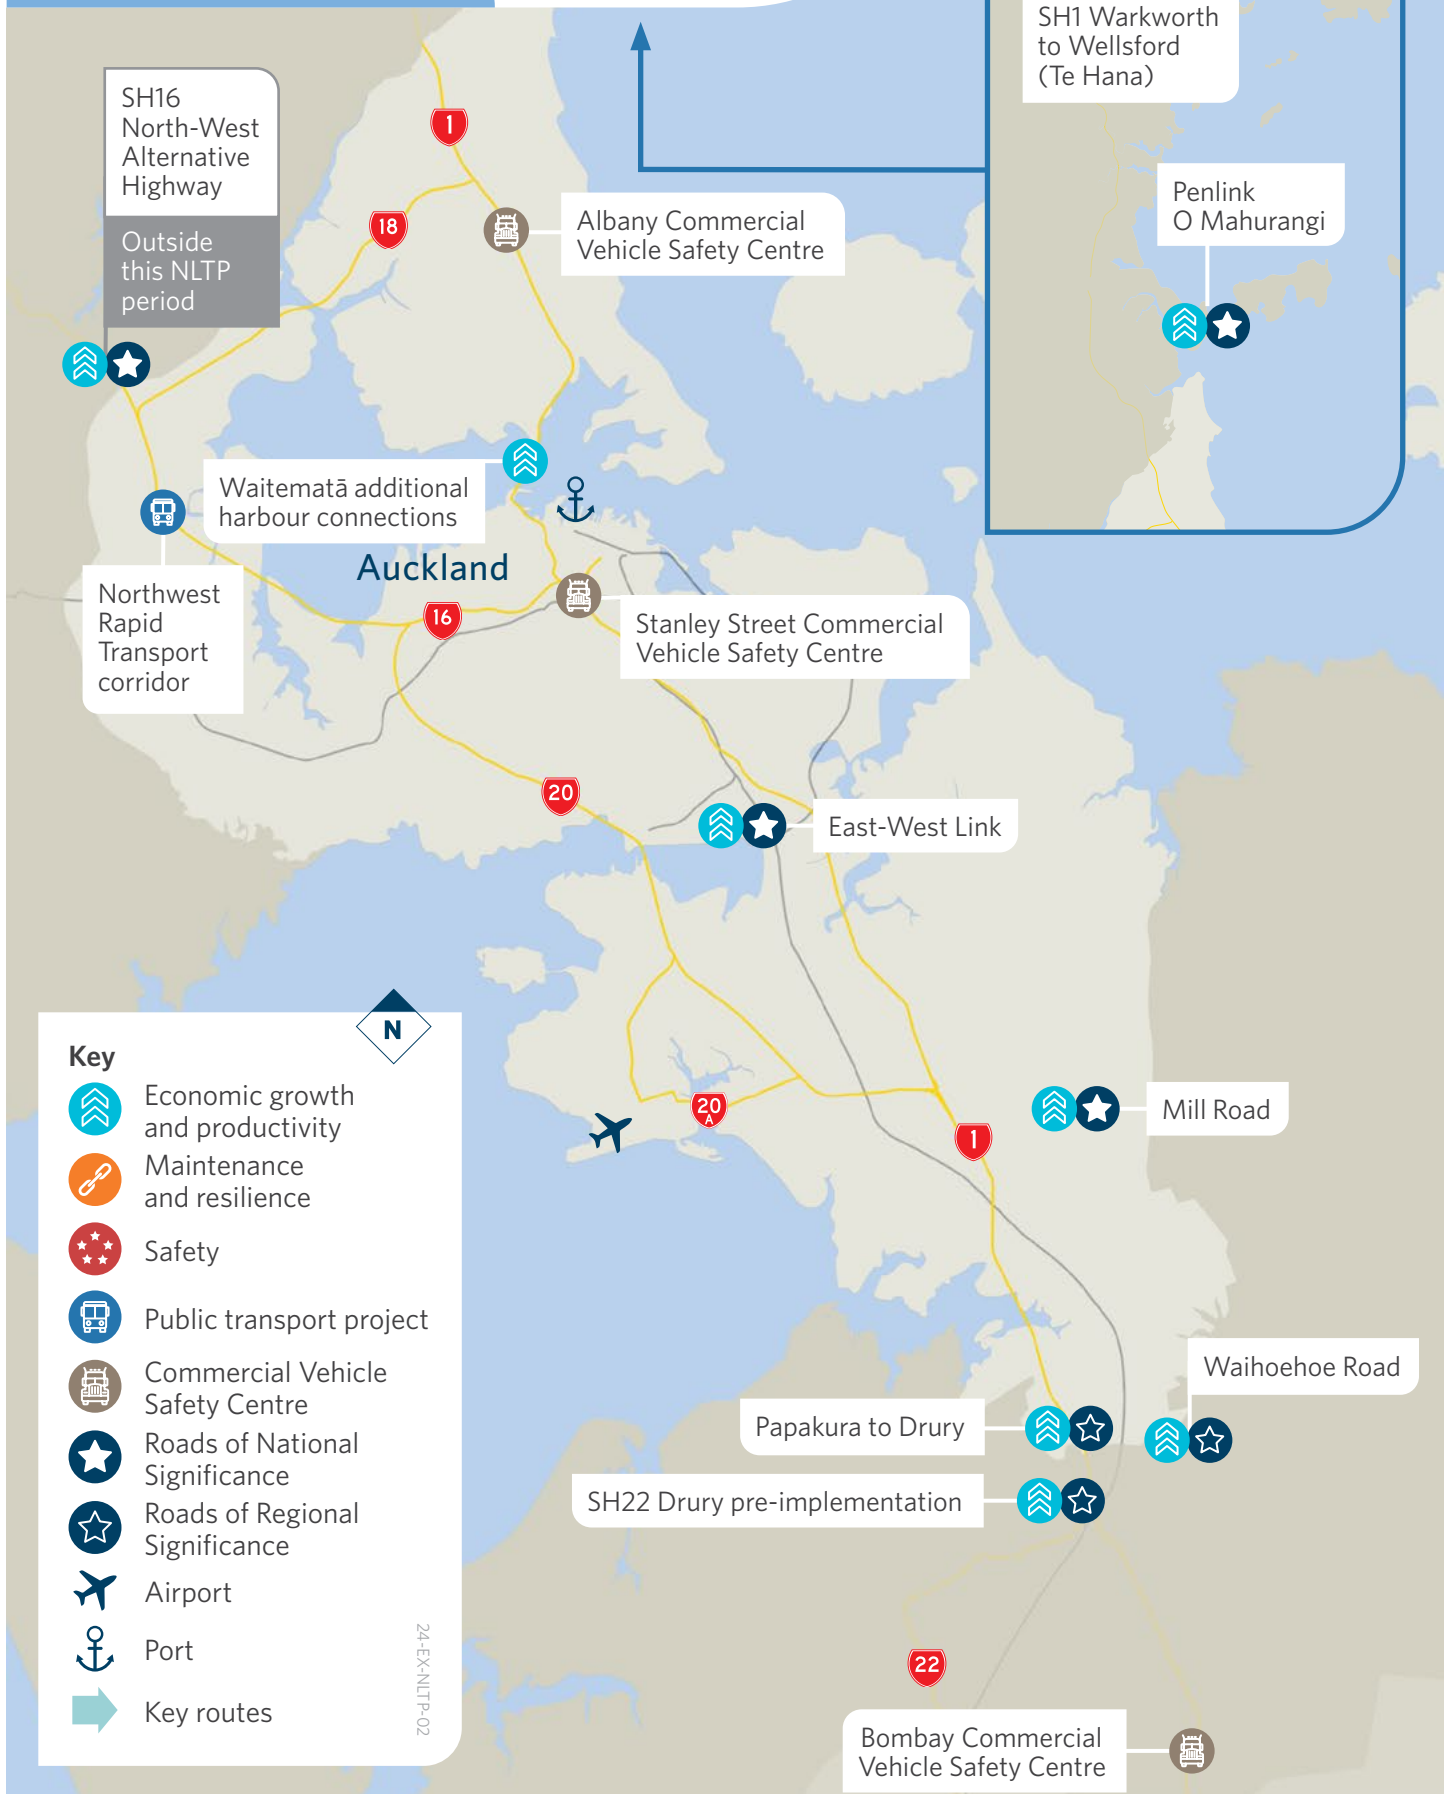 SH1 Warkworth
to Wellsford
(Te Hana)
SH16
North-West
Alternative
Highway
Outside
this NLTP
period
1
18
Albany Commercial
Vehicle Safety Centre
Penlink
O Mahurangi
Waitematā additional
harbour connections
Auckland
Northwest
Rapid
Transport
corridor
16
Stanley Street Commercial
Vehicle Safety Centre
20
East-West Link
N
Key
Economic growth
and productivity
Maintenance
and resilience
Safety
Public transport project
Commercial Vehicle
Safety Centre
Roads of National
Significance
Roads of Regional
Significance
Airport
Port
Key routes
24-EX-NLTP-02
20
A
1
Mill Road
Waihoehoe Road
Papakura to Drury
SH22 Drury pre-implementation
22
Bombay Commercial
Vehicle Safety Centre